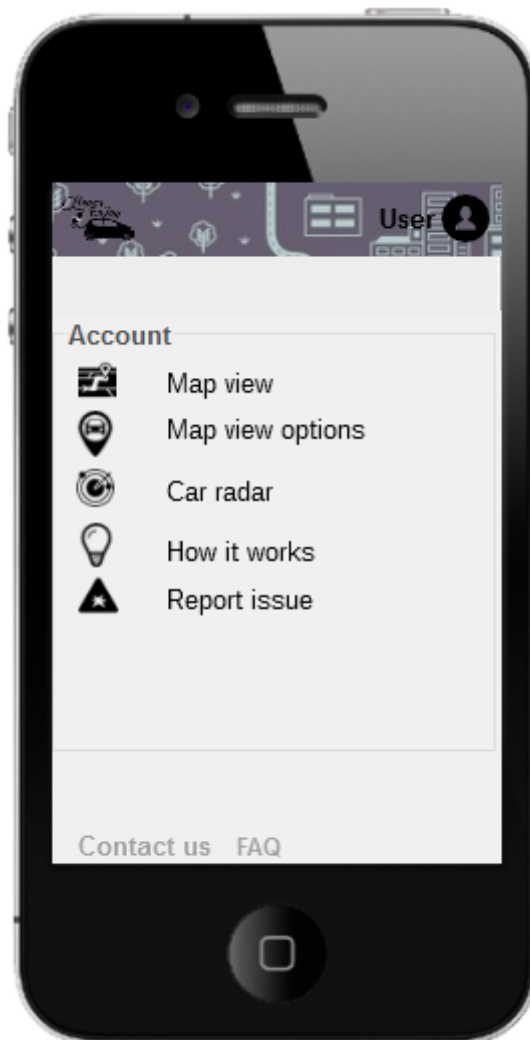 User
Account
Map view
Map view options
Car radar
How it works
Report issue
Contact us FAQ